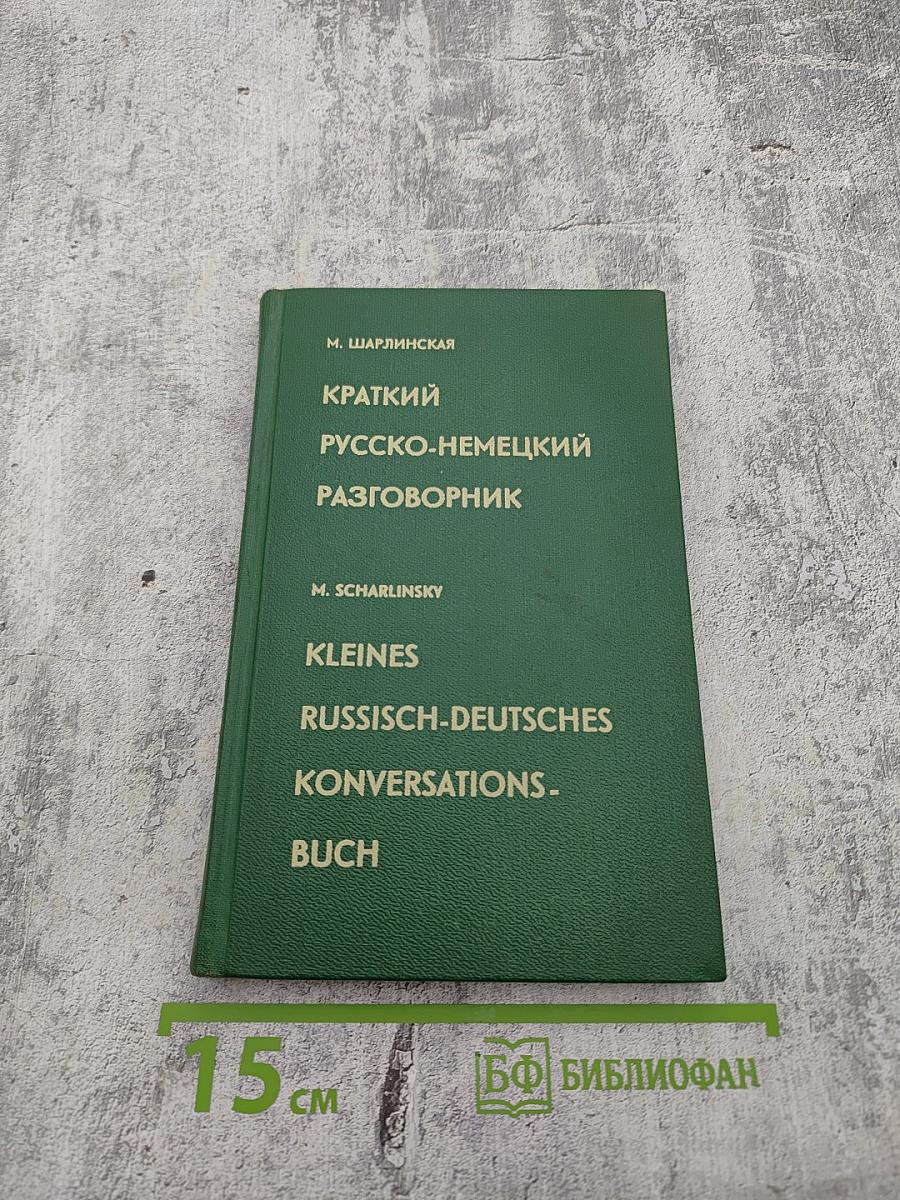 М. ШАРЛИНСКАЯ
КРАТКИЙ
РУССКО-НЕМЕЦКИЙ
РАЗГОВОРНИК
M. SCHARLINSKY
KLEINES
RUSSISCH-DEUTSCHES
KONVERSATIONS-
BUCH
15 см
БФ БИБЛИОФАН